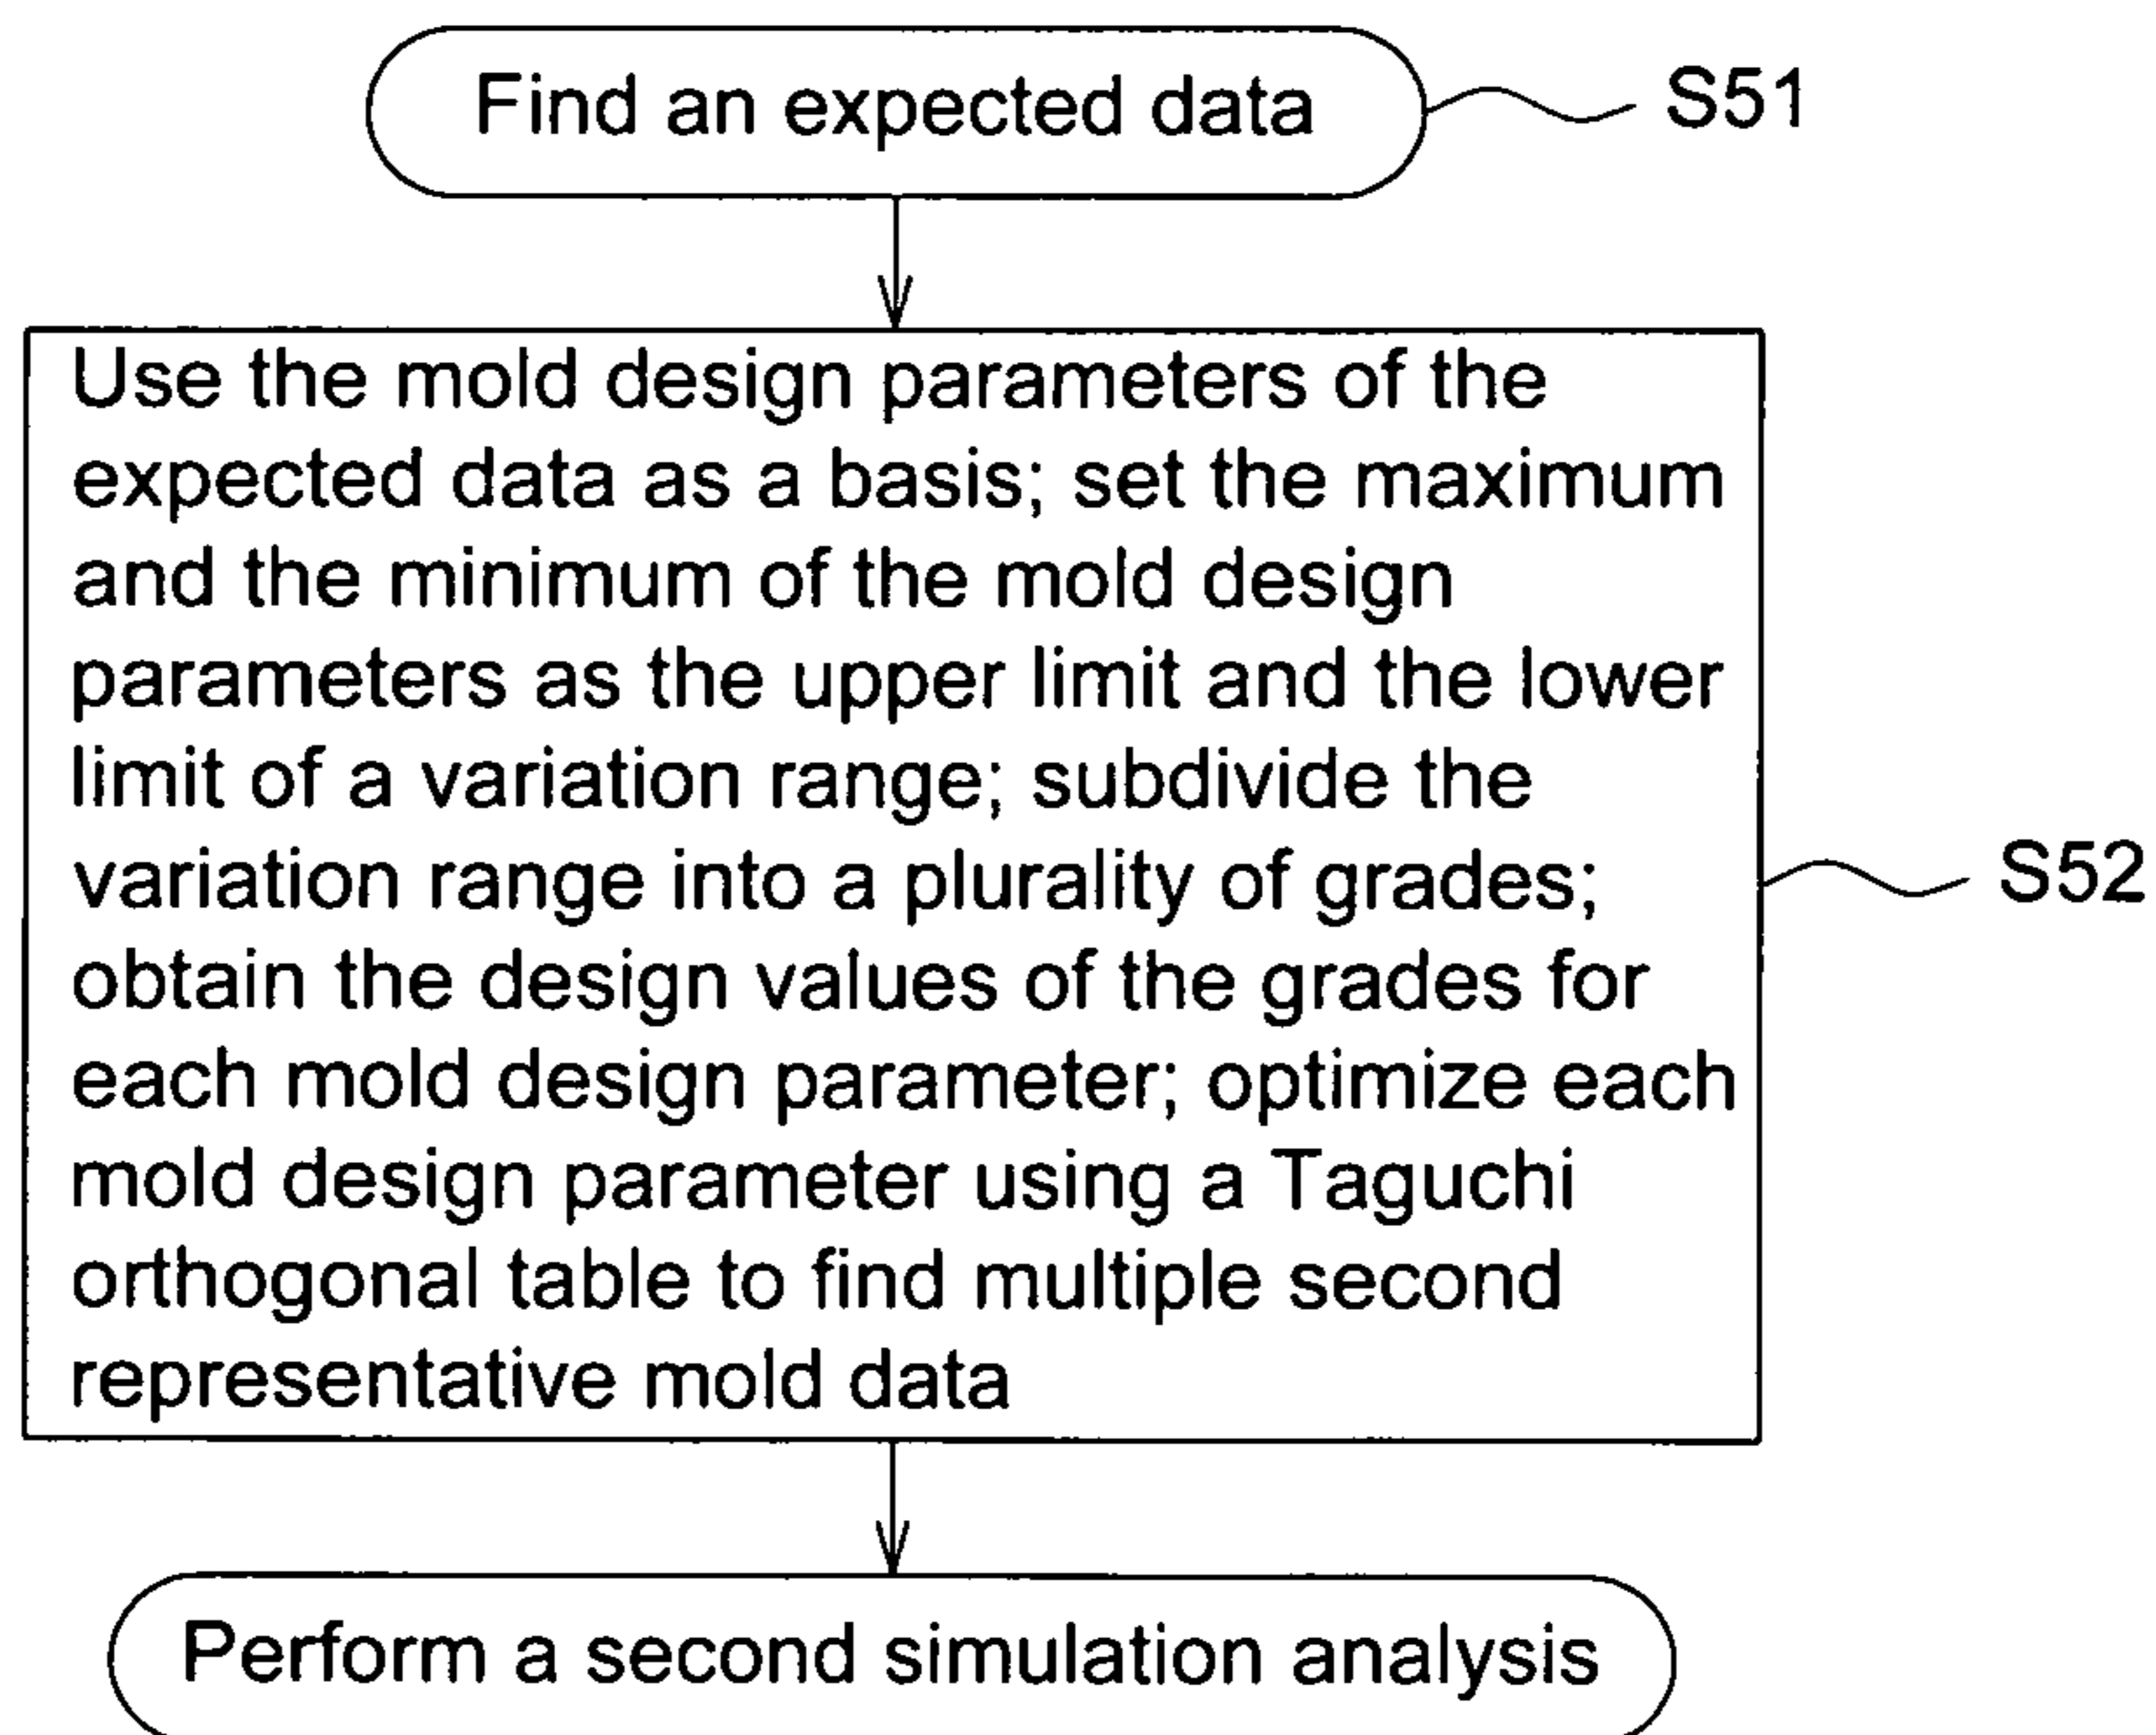 Find an expected data
S51
Use the mold design parameters of the
expected data as a basis; set the maximum
and the minimum of the mold design
parameters as the upper limit and the lower
limit of a variation range; subdivide the
variation range into a plurality of grades;
S52
obtain the design values of the grades for
each mold design parameter; optimize each
mold design parameter using a Taguchi
orthogonal table to find multiple second
representative mold data
Perform a second simulation analysis